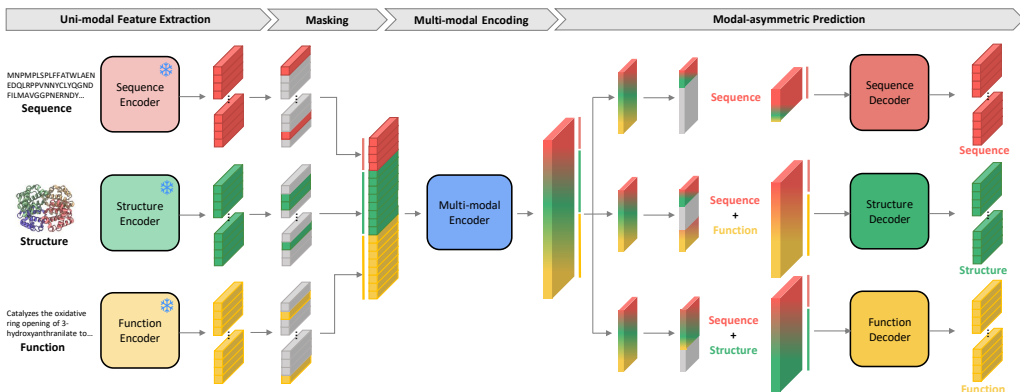 Uni-modal Feature Extraction
Masking
Multi-modal Encoding
Modal-asymmetric Prediction
MNPMPLSPLFFATWLAEN
EDQLRPPVNNYCLYQGND
FILMAVGGPNERNDY...
Sequence
Sequence
Encoder
Sequence
Sequence
Decoder
Sequence
Structure
Structure
Encoder
Multi-modal
Encoder
Sequence
+
Function
Structure
Decoder
Structure
Catalyzes the oxidative
ring opening of 3-
hydroxyanthranilate to...
Function
Function
Encoder
Sequence
+
Structure
Function
Decoder
Function